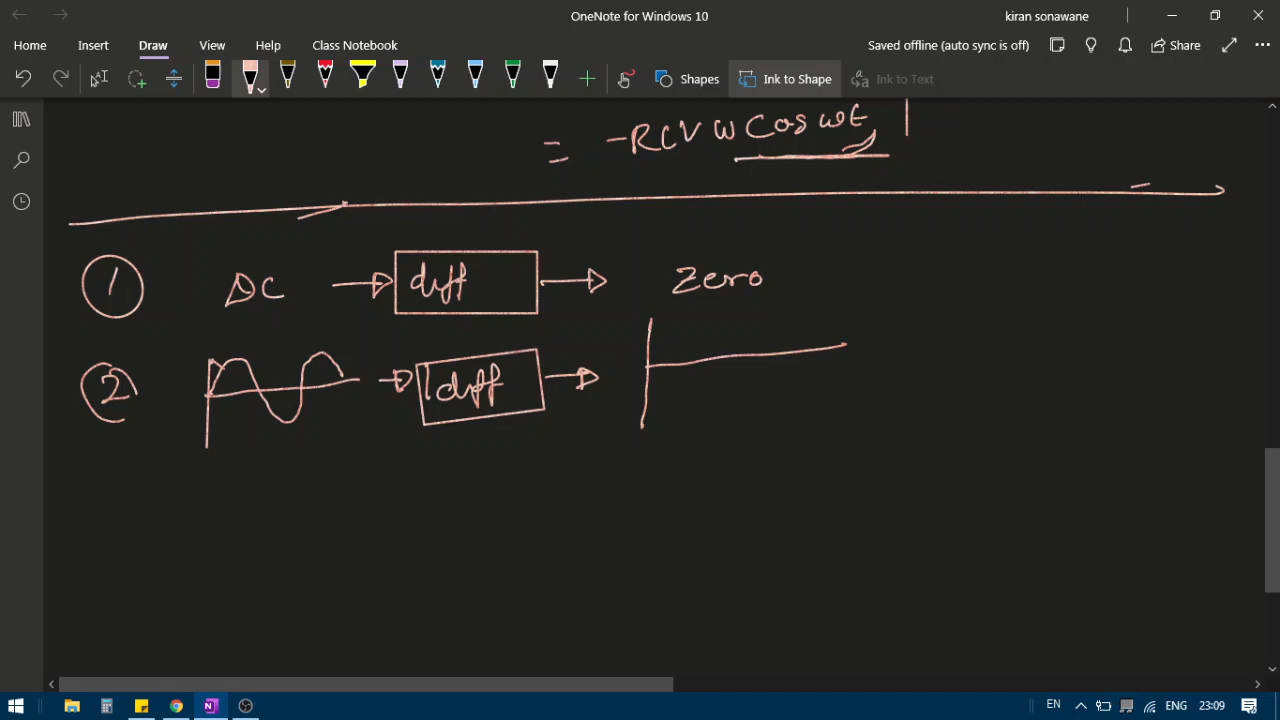 OneNote for Windows 10
kiran sonawane
Home Insert Draw View Help Class Notebook
Saved offline (auto sync is off)
Share
Shapes
Ink to Shape
Ink to Text
= -RCVW Cos wt
1 DC diff Zero
2 diff
EN
ENG
23:09